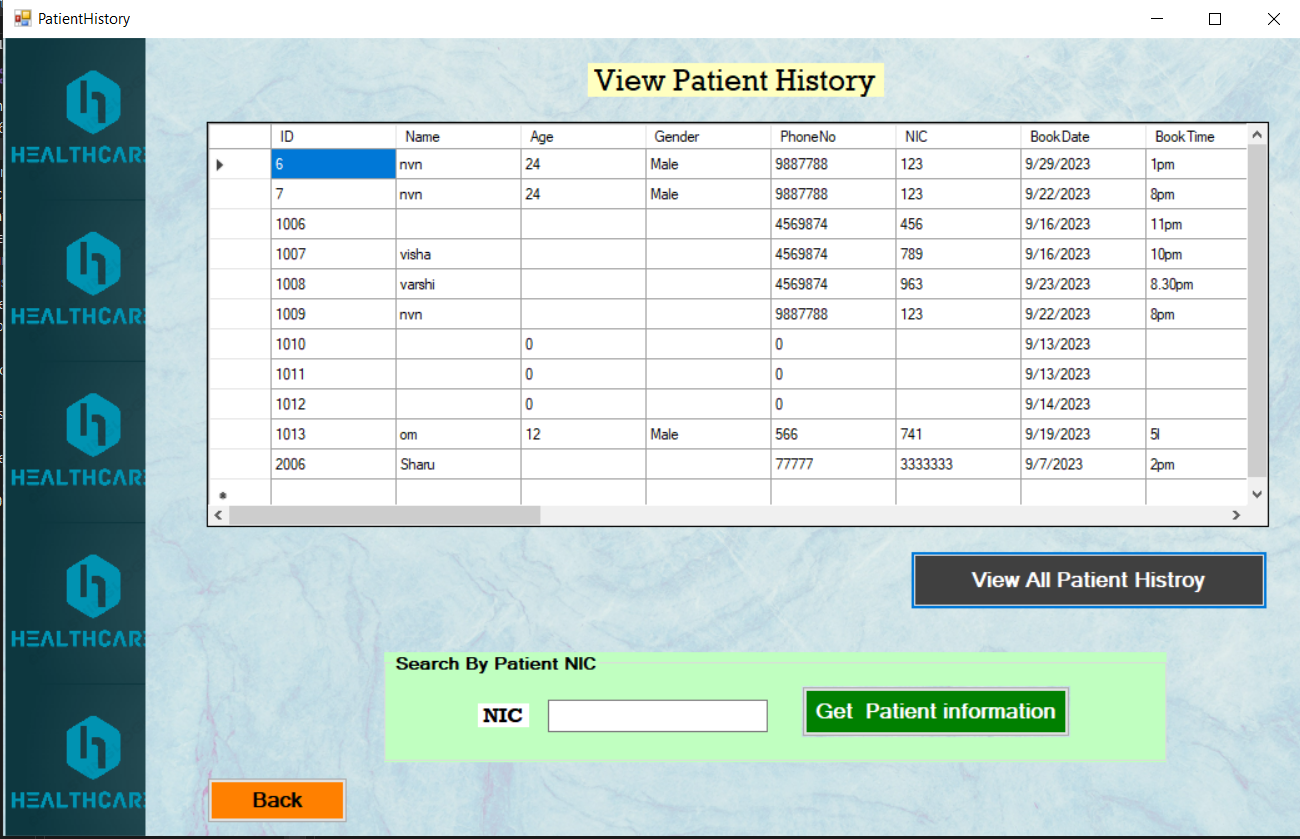 PatientHistory
HEALTHCARE
HEALTHCARE
HEALTHCARE
HEALTHCARE
HEALTHCARE
View Patient History
ID Name Age Gender PhoneNo NIC BookDate BookTime
6 nvn 24 Male 9887788 123 9/29/2023 1pm
7 nvn 24 Male 9887788 123 9/22/2023 8pm
1006 4569874 456 9/16/2023 11pm
1007 visha 4569874 789 9/16/2023 10pm
1008 varshi 4569874 963 9/23/2023 8.30pm
1009 nvn 9887788 123 9/22/2023 8pm
1010 0 0 9/13/2023
1011 0 0 9/13/2023
1012 0 0 9/14/2023
1013 om 12 Male 566 741 9/19/2023 5l
2006 Sharu 77777 3333333 9/7/2023 2pm
View All Patient Histroy
Search By Patient NIC
NIC
Get Patient information
Back